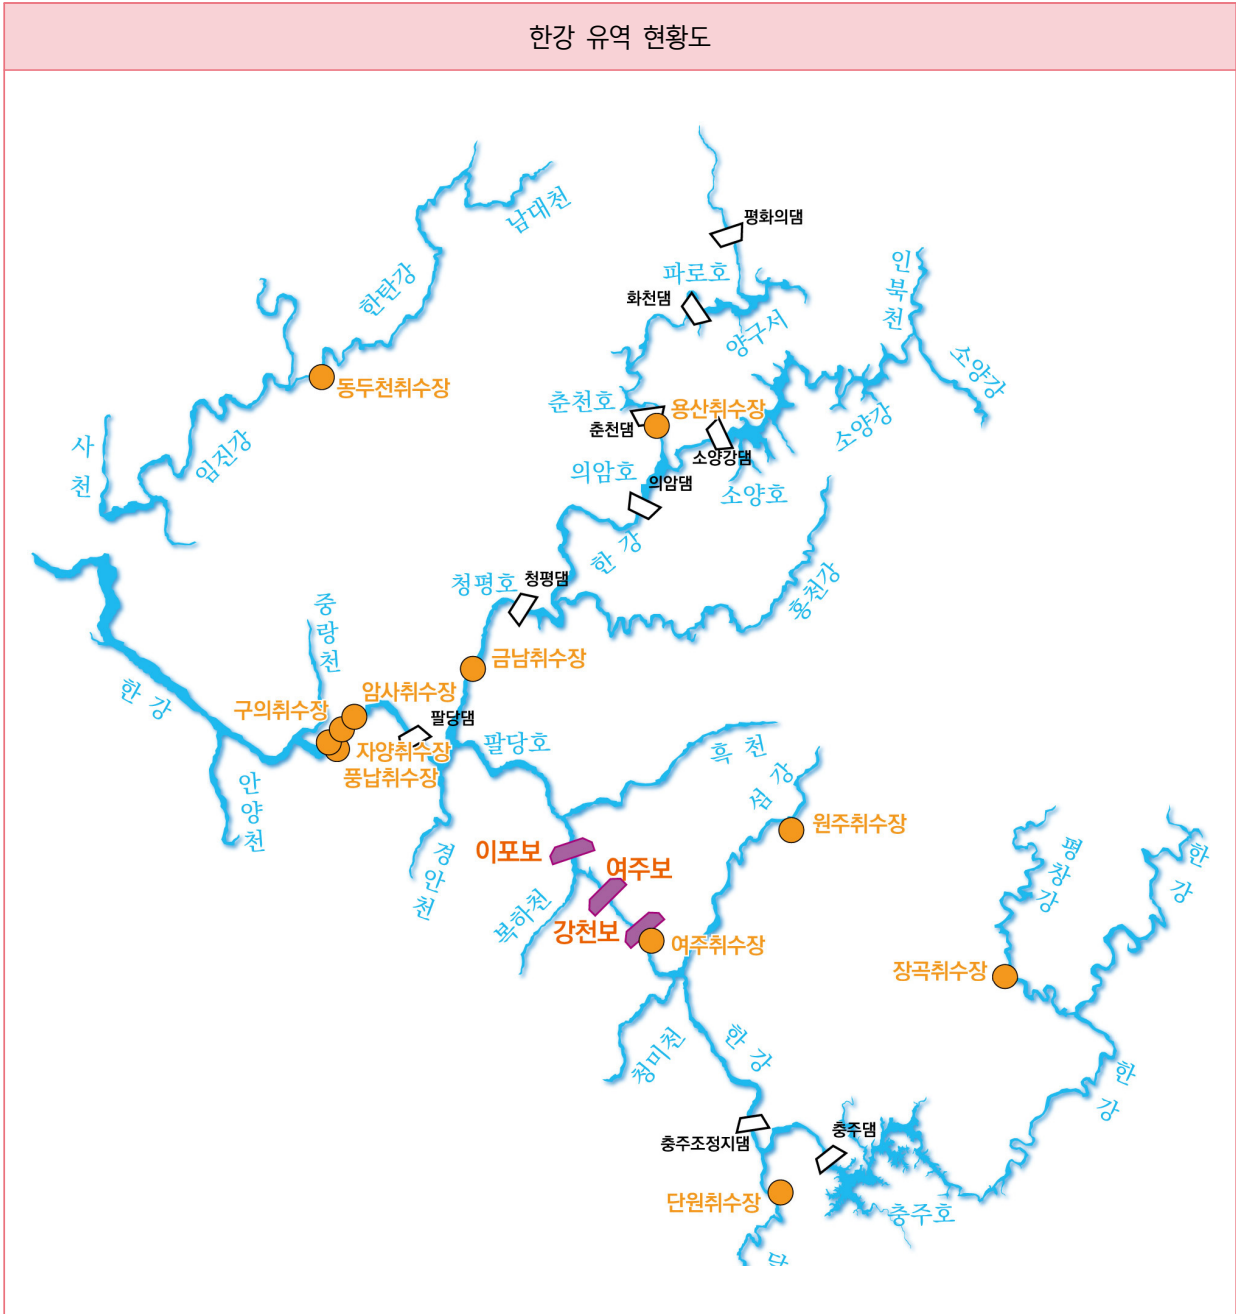 한강 유역 현황도
남대천
평화의댐
인북천
파로호
한탄강
화천댐
양구서
소양강
동두천취수장
춘천호
용산취수장
춘천댐
소양강
사천
임진강
소양강댐
의암호
의암댐
소양호
한강
청평호
청평댐
홍천강
중랑천
금남취수장
한강
암사취수장
구의취수장
팔당댐
팔당호
흑천
자양취수장
풍납취수장
섬강
안양천
원주취수장
경안천
이포보
여주보
평창강
한강
복하천
강천보
여주취수장
장곡취수장
청미천
한강
한강
충주조정지댐
충주댐
단원취수장
충주호